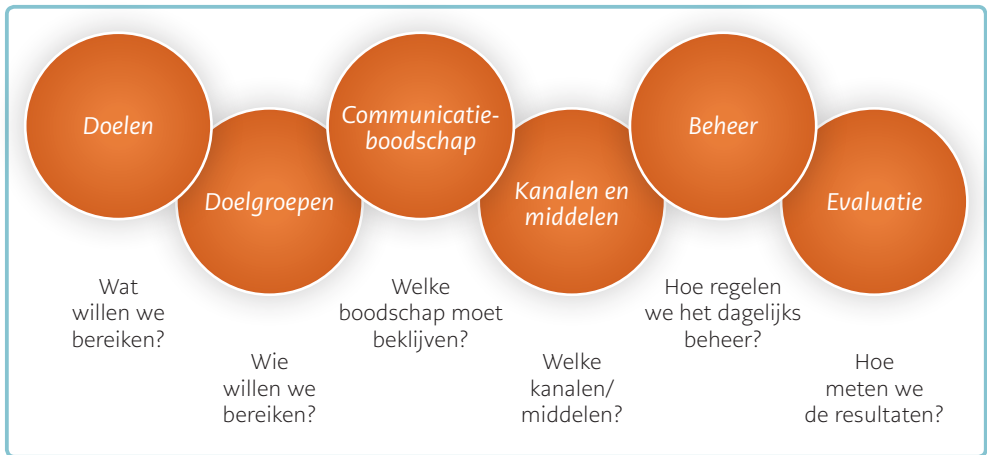 Doelen
Doelgroepen
Communicatie-
boodschap
Kanalen en
middelen
Beheer
Evaluatie
Wat
willen we
bereiken?
Wie
willen we
bereiken?
Welke
boodschap moet
beklijven?
Welke
kanalen/
middelen?
Hoe regelen
we het dagelijks
beheer?
Hoe
meten we
de resultaten?